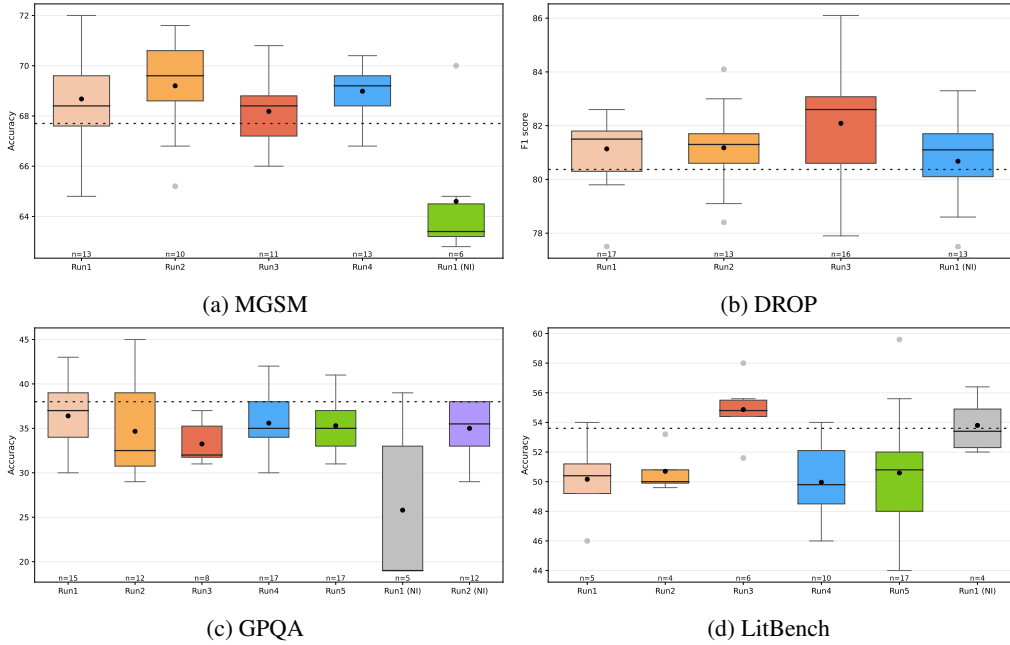 72
70
68
66
64
Accuracy
n=13
n=10
n=11
n=13
n=6
Run1
Run2
Run3
Run4
Run1 (NI)
(a) MGSM
86
84
82
80
78
F1 score
n=17
n=13
n=16
n=13
Run1
Run2
Run3
Run1 (NI)
(b) DROP
45
40
35
30
25
20
Accuracy
n=15
n=12
n=8
n=17
n=17
n=5
n=12
Run1
Run2
Run3
Run4
Run5
Run1 (NI)
Run2 (NI)
(c) GPQA
60
58
56
54
52
50
48
46
44
Accuracy
n=5
n=4
n=6
n=10
n=17
n=4
Run1
Run2
Run3
Run4
Run5
Run1 (NI)
(d) LitBench